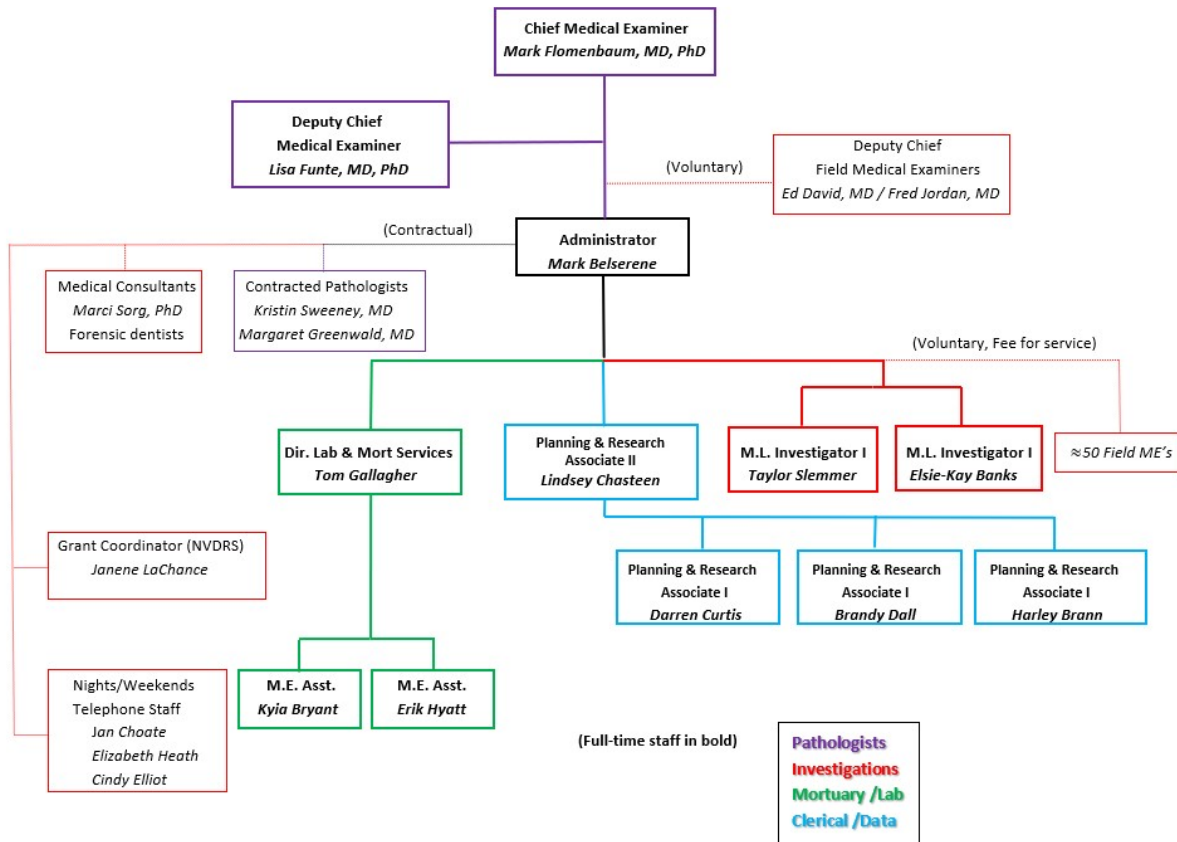 Chief Medical Examiner
Mark Flomenbaum, MD, PhD
Deputy Chief
Medical Examiner
Lisa Funte, MD, PhD
(Voluntary)
Deputy Chief
Field Medical Examiners
Ed David, MD / Fred Jordan, MD
(Contractual)
Administrator
Mark Belserene
Medical Consultants
Marci Sorg, PhD
Forensic dentists
Contracted Pathologists
Kristin Sweeney, MD
Margaret Greenwald, MD
(Voluntary, Fee for service)
Dir. Lab & Mort Services
Tom Gallagher
Planning & Research
Associate II
Lindsey Chasteen
M.L. Investigator I
Taylor Slemmer
M.L. Investigator I
Elsie-Kay Banks
≈50 Field ME's
Grant Coordinator (NVDRS)
Janene LaChance
Planning & Research
Associate I
Darren Curtis
Planning & Research
Associate I
Brandy Dall
Planning & Research
Associate I
Harley Brann
Nights/Weekends
Telephone Staff
Jan Choate
Elizabeth Heath
Cindy Elliot
M.E. Asst.
Kyia Bryant
M.E. Asst.
Erik Hyatt
(Full-time staff in bold)
Pathologists
Investigations
Mortuary /Lab
Clerical /Data